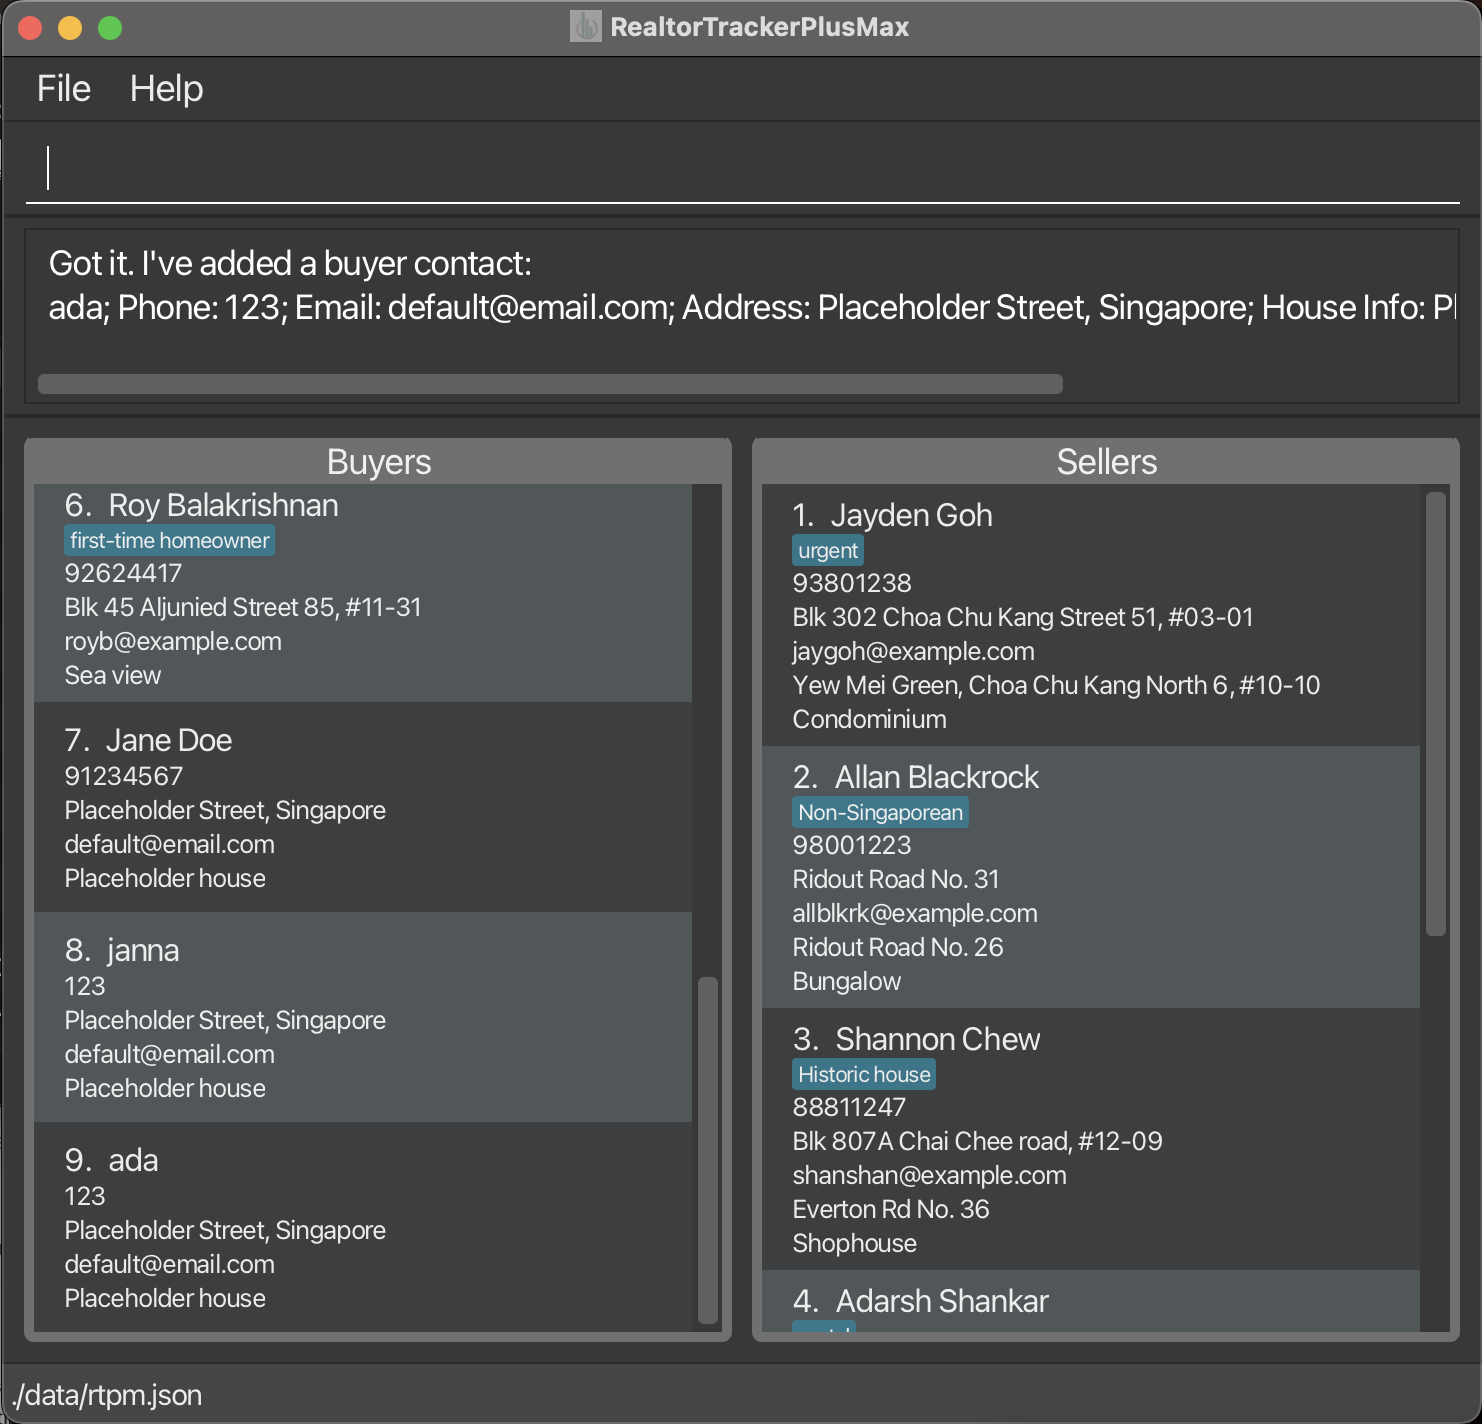 RealtorTrackerPlusMax
File Help
Got it. I've added a buyer contact:
ada; Phone: 123; Email: default@email.com; Address: Placeholder Street, Singapore; House Info:
Buyers
6. Roy Balakrishnan
first-time homeowner
92624417
Blk 45 Aljunied Street 85, #11-31
royb@example.com
Sea view
7. Jane Doe
91234567
Placeholder Street, Singapore
default@email.com
Placeholder house
8. janna
123
Placeholder Street, Singapore
default@email.com
Placeholder house
9. ada
123
Placeholder Street, Singapore
default@email.com
Placeholder house
Sellers
1. Jayden Goh
urgent
93801238
Blk 302 Choa Chu Kang Street 51, #03-01
jaygoh@example.com
Yew Mei Green, Choa Chu Kang North 6, #10-10
Condominium
2. Allan Blackrock
Non-Singaporean
98001223
Ridout Road No. 31
allblkrk@example.com
Ridout Road No. 26
Bungalow
3. Shannon Chew
Historic house
88811247
Blk 807A Chai Chee road, #12-09
shanshan@example.com
Everton Rd No. 36
Shophouse
4. Adarsh Shankar
./data/rtpm.json